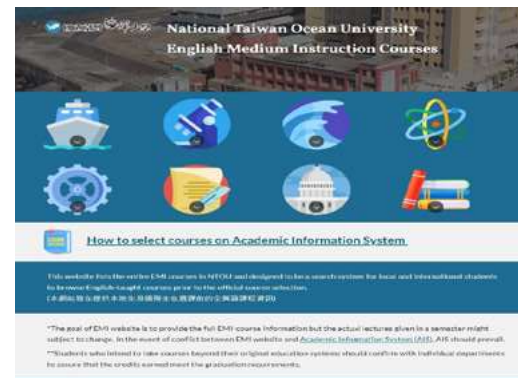 National Taiwan Ocean University
English Medium Instruction Courses
How to select courses on Academic Information System.
This website lists the entire EMI courses in NTOU and designed to be a search system for local and international students
to browse English-taught courses prior to the official course selection.
*The goal of EMI website is to provide the full EMI course information but the actual lectures given in a semester might
subject to change. In the event of conflict between EMI website and Academic Information System (AIS), AIS should prevail.
**Students who intend to take courses beyond their original education systems should confirm with individual departments
to assure that the credits earned meet the graduation requirements.